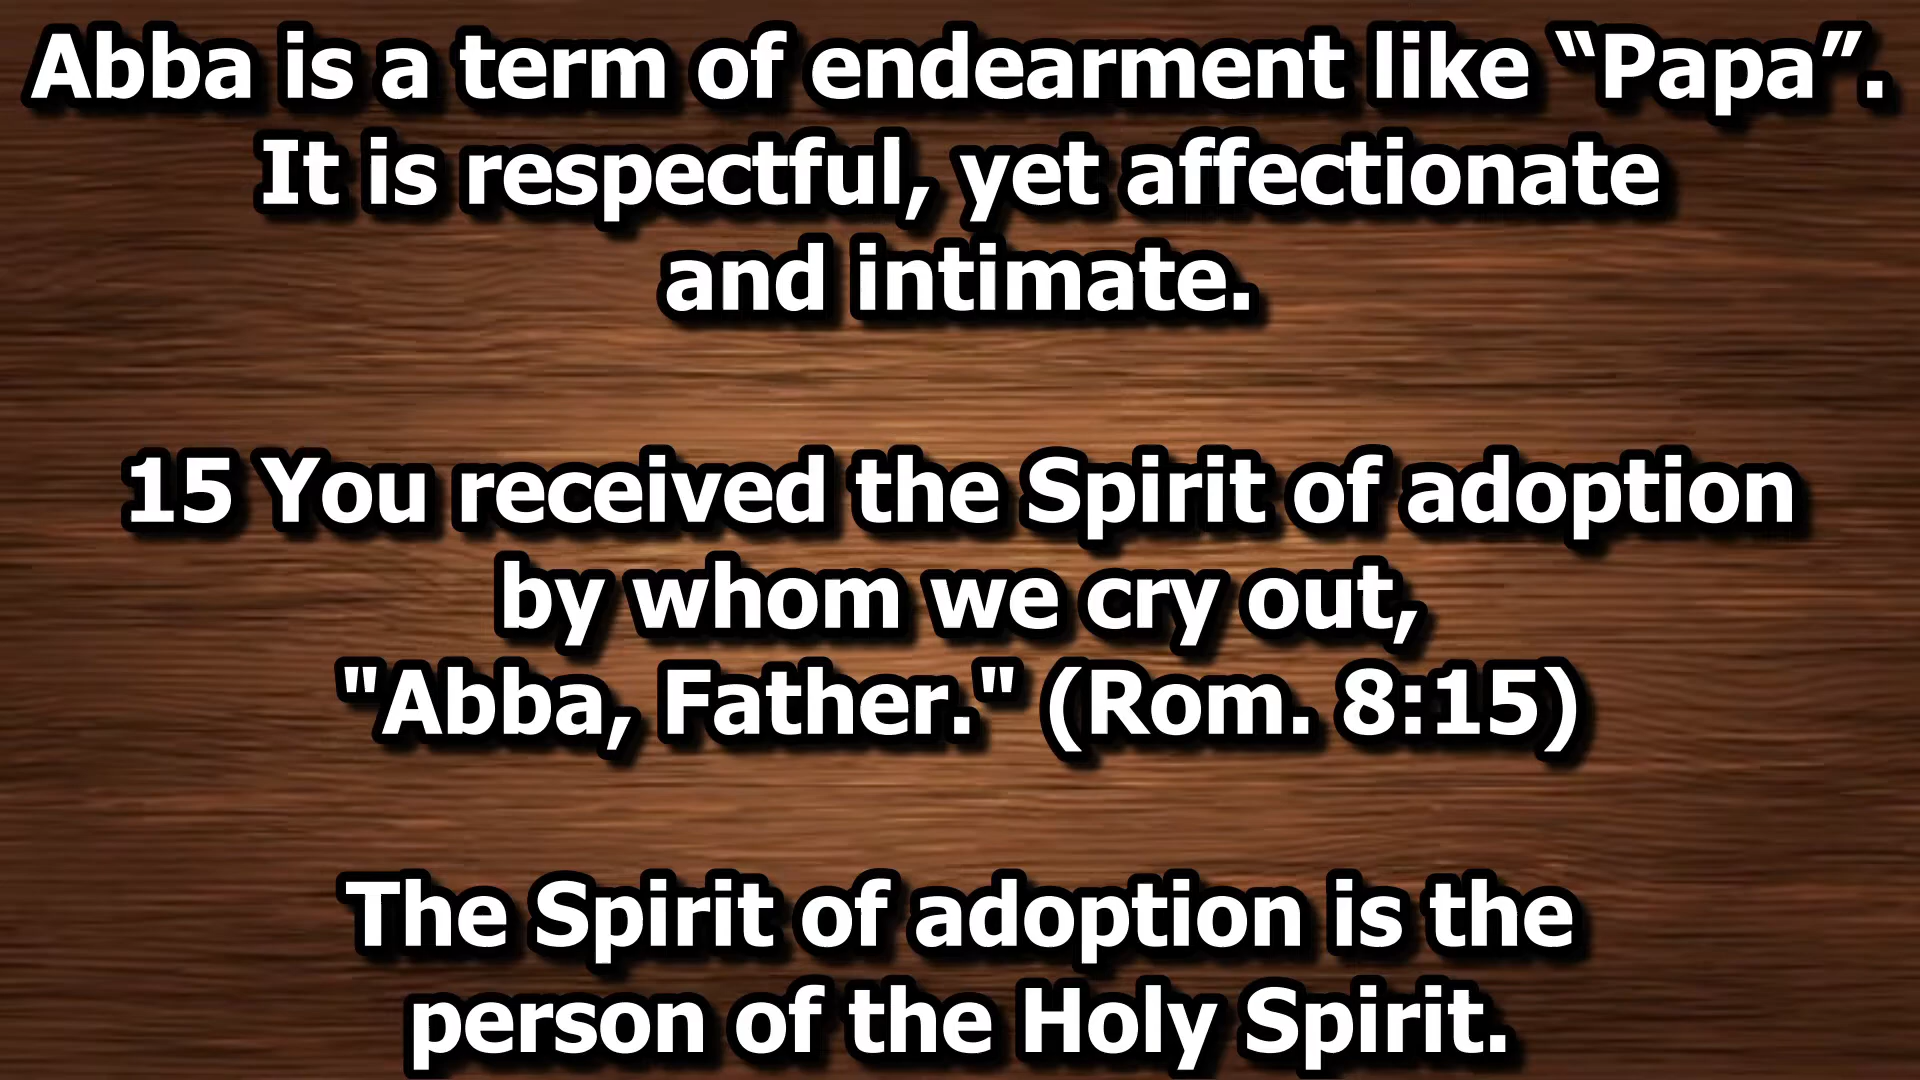 Abba is a term of endearment like “Papa”.
It is respectful, yet affectionate
and intimate.
15 You received the Spirit of adoption
by whom we cry out,
"Abba, Father." (Rom. 8:15)
The Spirit of adoption is the
person of the Holy Spirit.